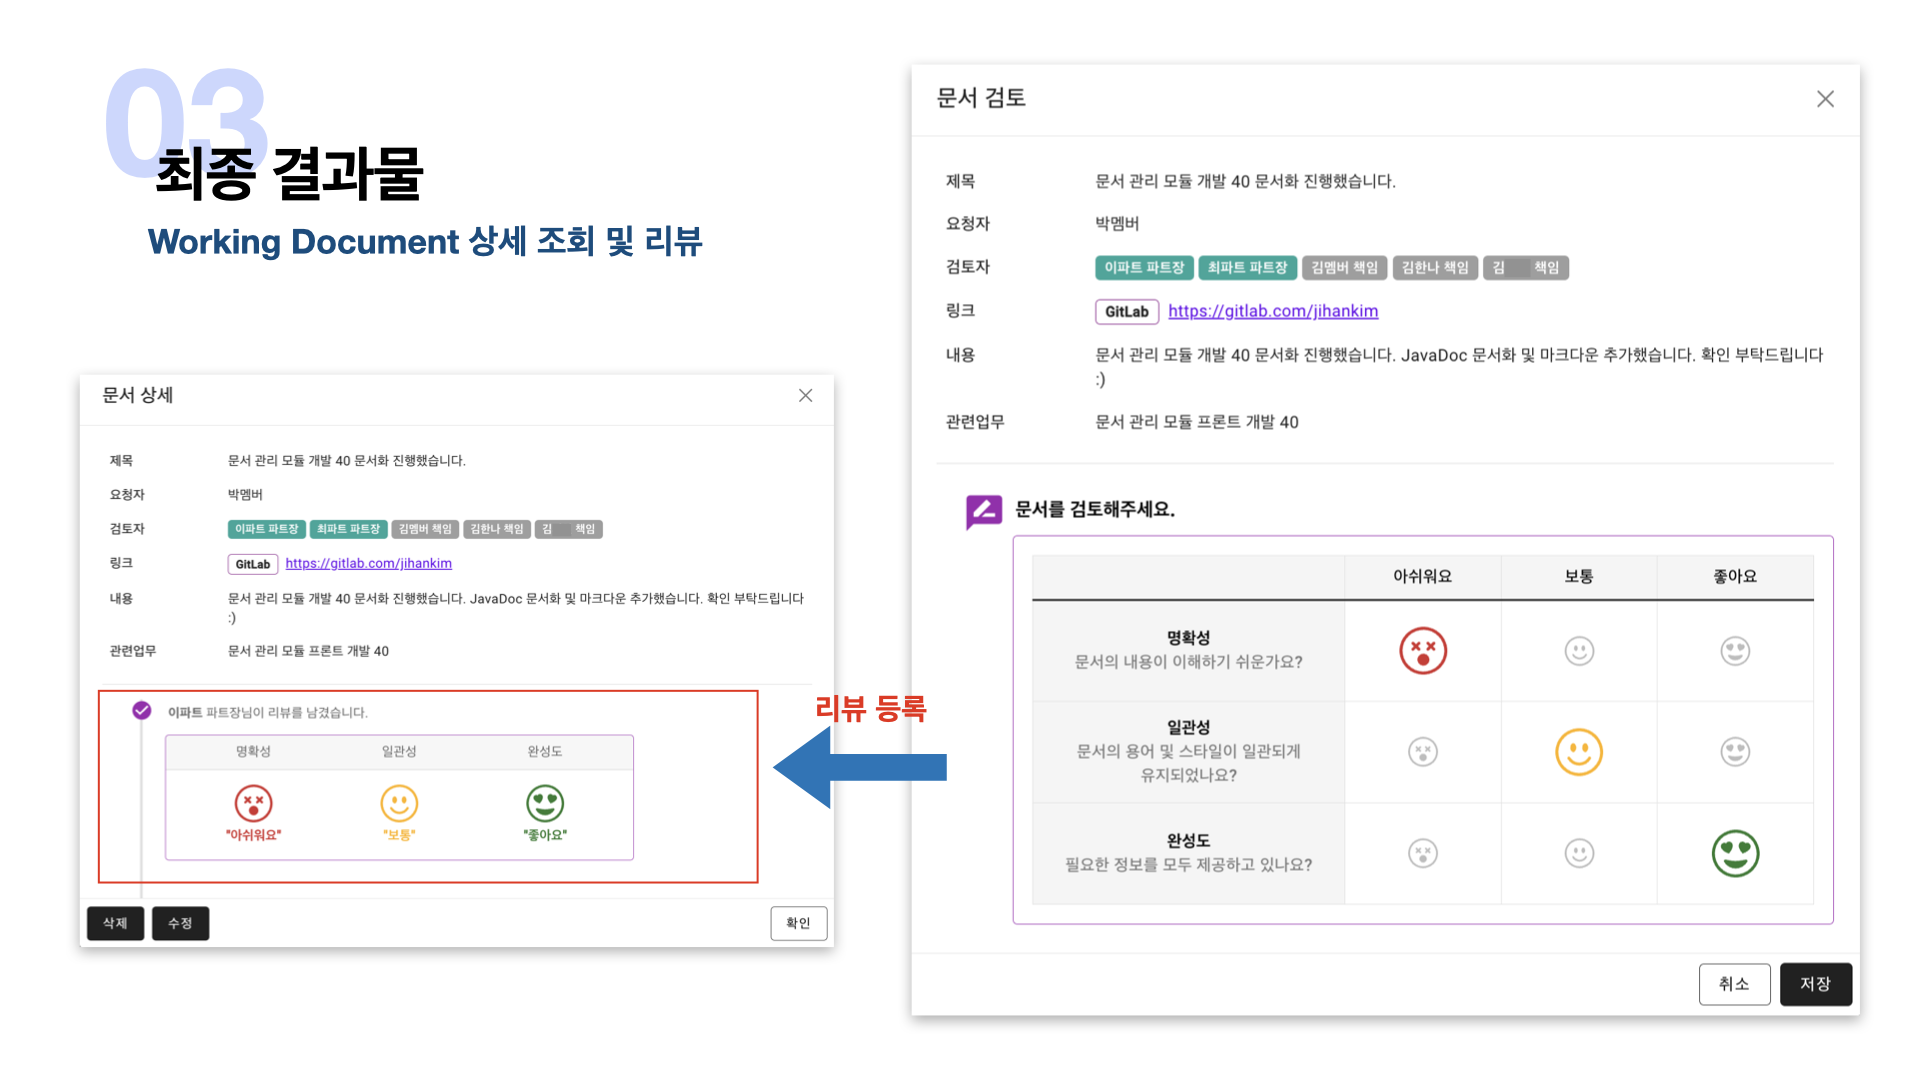 03
최종 결과물
Working Document 상세 조회 및 리뷰
문서 상세
제목
문서 관리 모듈 개발 40 문서화 진행했습니다.
요청자
박멤버
검토자
이파트 파트장 최파트 파트장 김멤버 책임 김한나 책임 김 책임
링크
GitLab https://gitlab.com/jihankim
내용
문서 관리 모듈 개발 40 문서화 진행했습니다. JavaDoc 문서화 및 마크다운 추가했습니다. 확인 부탁드립니다
:)
관련업무
문서 관리 모듈 프론트 개발 40
이파트 파트장님이 리뷰를 남겼습니다.
명확성 일관성 완성도
"아쉬워요" "보통" "좋아요"
삭제 수정 확인
리뷰 등록
문서 검토
제목
문서 관리 모듈 개발 40 문서화 진행했습니다.
요청자
박멤버
검토자
이파트 파트장 최파트 파트장 김멤버 책임 김한나 책임 김 책임
링크
GitLab https://gitlab.com/jihankim
내용
문서 관리 모듈 개발 40 문서화 진행했습니다. JavaDoc 문서화 및 마크다운 추가했습니다. 확인 부탁드립니다
:)
관련업무
문서 관리 모듈 프론트 개발 40
문서를 검토해주세요.
아쉬워요 보통 좋아요
명확성
문서의 내용이 이해하기 쉬운가요?
일관성
문서의 용어 및 스타일이 일관되게
유지되었나요?
완성도
필요한 정보를 모두 제공하고 있나요?
취소 저장